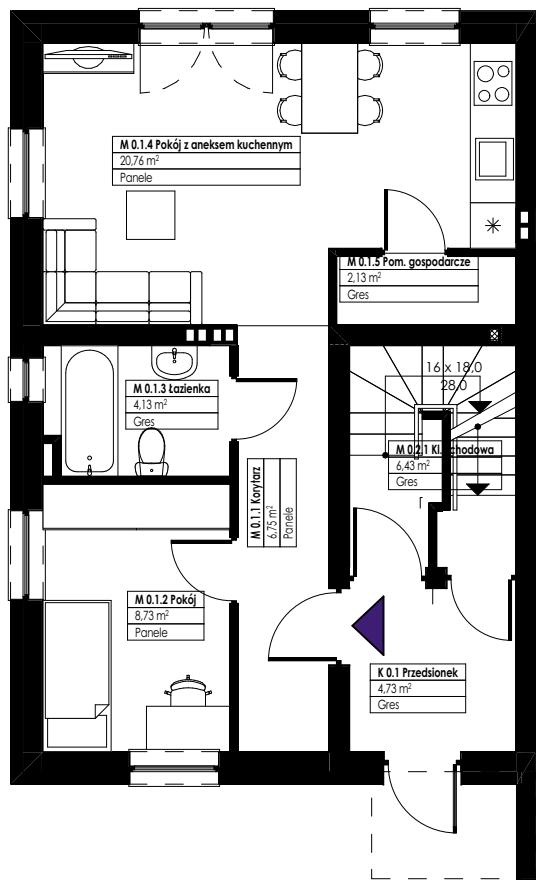 M 0.1.4 Pokój z aneksem kuchennym
20,76 m²
Panele
M 0.1.5 Pom. gospodarcze
2,13 m²
Gres
M 0.1.3 Łazienka
4,13 m²
Gres
16 x 18,0
28,0
M 0.2.1 Kl.
6,43 m²
Gres
M 0.1.1 Korytarz
6,75 m²
Panele
M 0.1.2 Pokój
8,73 m²
Panele
K 0.1 Przedsionek
4,73 m²
Gres